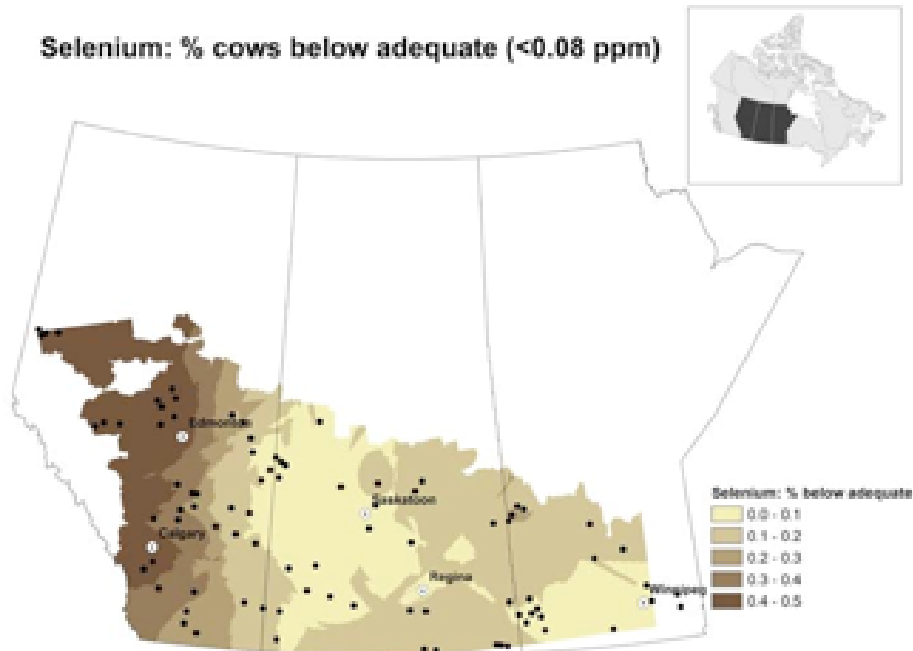 Selenium: % cows below adequate (<0.08 ppm)
Edmonton
Saskatoon
Calgary
Regina
Winnipeg
Selenium: % below adequate
0.0 - 0.1
0.1 - 0.2
0.2 - 0.3
0.3 - 0.4
0.4 - 0.5